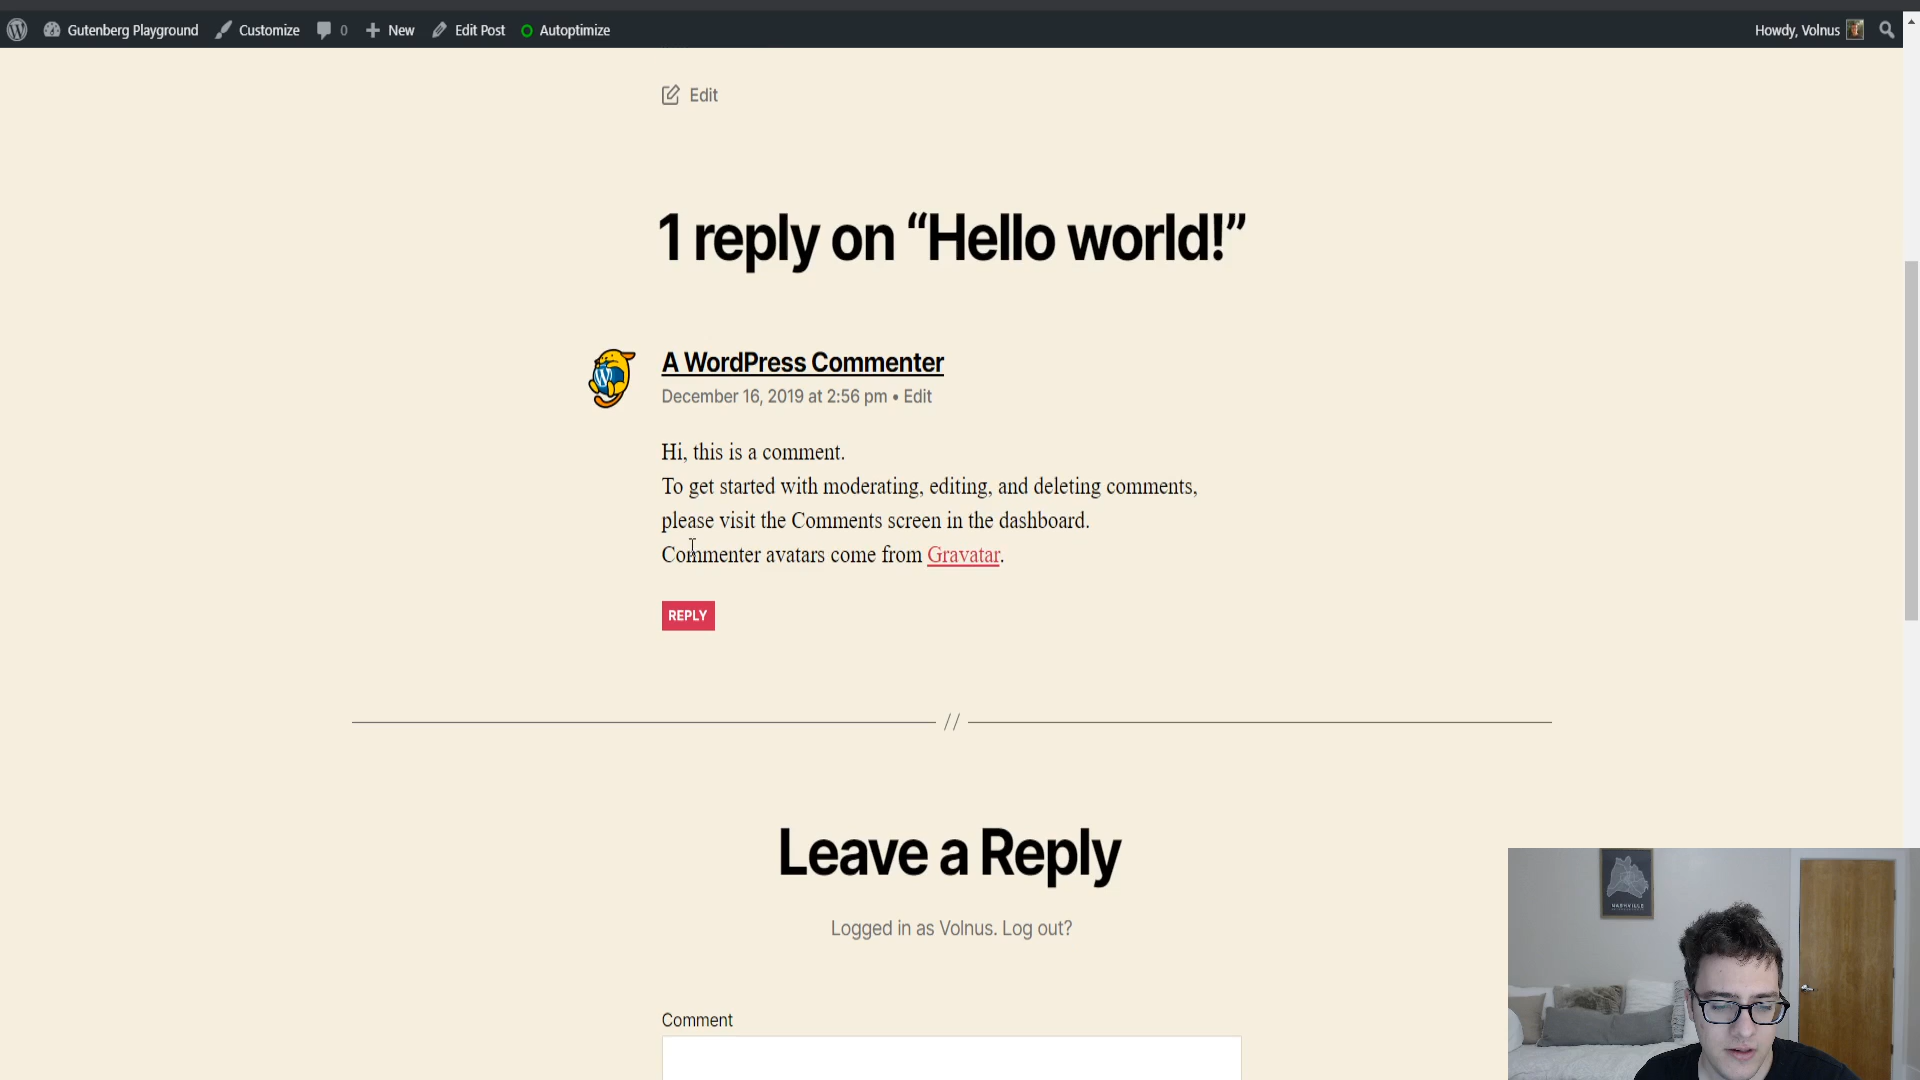 Gutenberg Playground Customize 0 New Edit Post Autoptimize Howdy, Volnus
Edit
1 reply on “Hello world!”
A WordPress Commenter
December 16, 2019 at 2:56 pm • Edit
Hi, this is a comment.
To get started with moderating, editing, and deleting comments,
please visit the Comments screen in the dashboard.
Commenter avatars come from Gravatar.
REPLY
//
Leave a Reply
Logged in as Volnus. Log out?
Comment
NASHVILLE